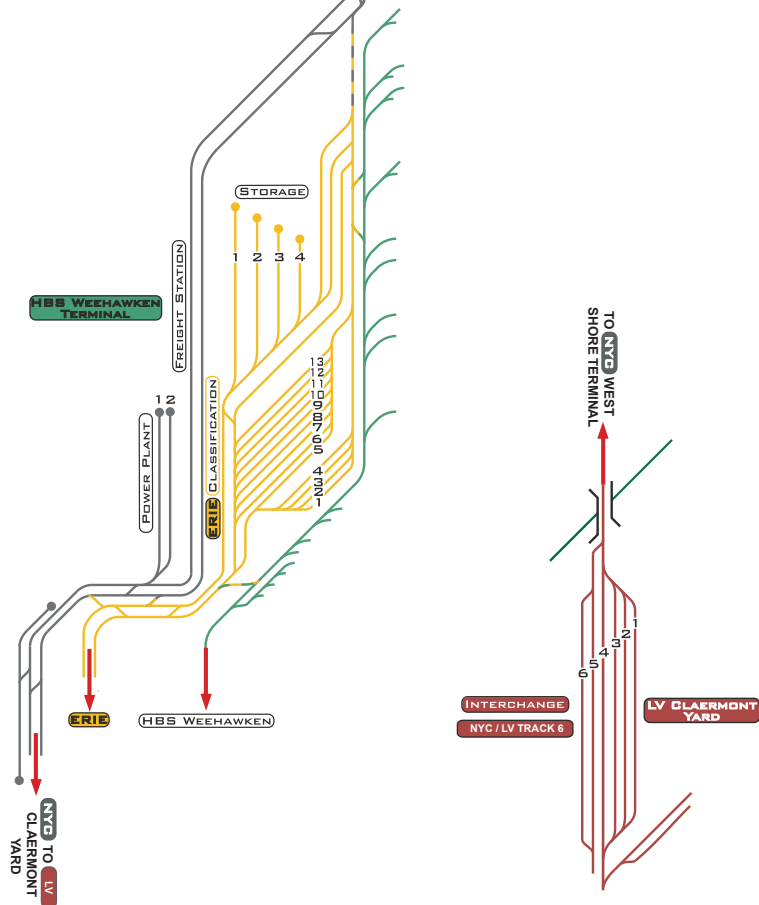 STORAGE
1 2 3 4
FREIGHT STATION
HBS WEEHAWKEN
TERMINAL
TO NYC WEST
SHORE TERMINAL
13
12
11
10
9
8
7
6
5
4
3
2
1
ERIE CLASSIFICATION
1 2
POWER PLANT
1
2
3
4
5
6
INTERCHANGE
NYC / LV TRACK 6
LV CLAERMONT
YARD
ERIE
HBS WEEHAWKEN
NYC TO LV
CLAERMONT
YARD